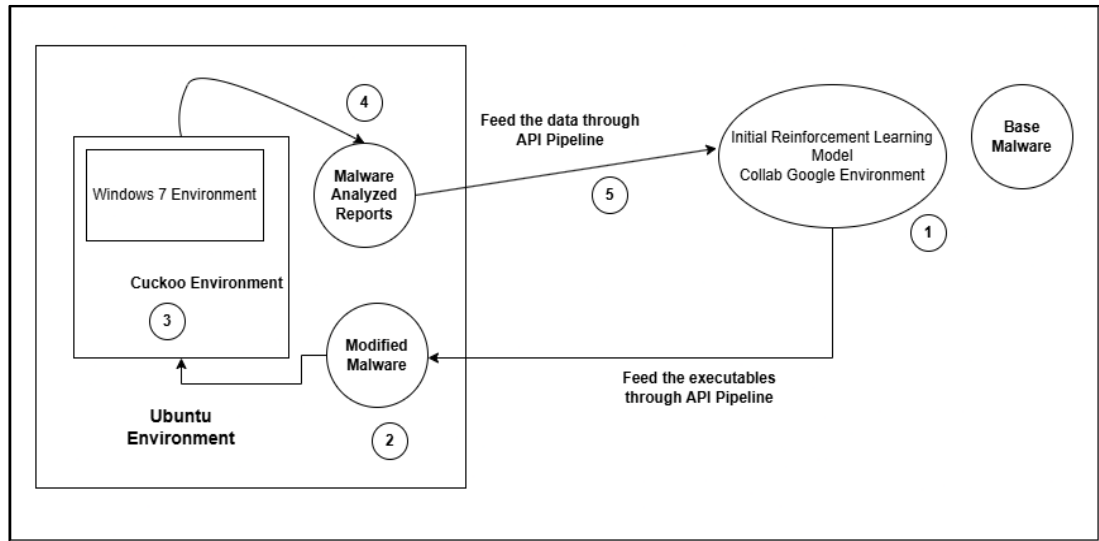 4
Feed the data through
API Pipeline
Initial Reinforcement Learning
Model
Collab Google Environment
Base
Malware
Windows 7 Environment
Malware
Analyzed
Reports
5
1
Cuckoo Environment
3
Modified
Malware
Feed the executables
through API Pipeline
Ubuntu
Environment
2